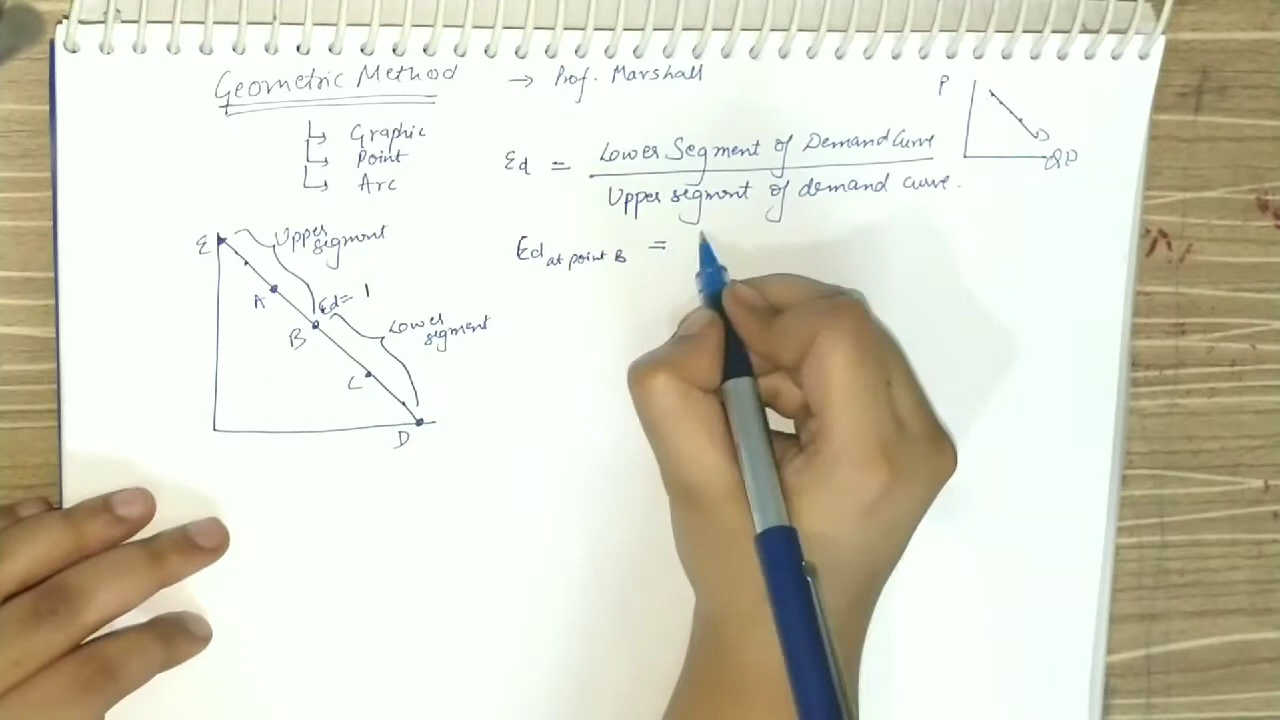 Geometric Method → Prof. Marshall
Graphic
Point
Arc
Ed = Lower Segment of Demand Curve
Upper segment of demand curve.
P
QD
Ed at point B =
E
Upper segment
A
Ed= 1
B
Lower segment
C
D